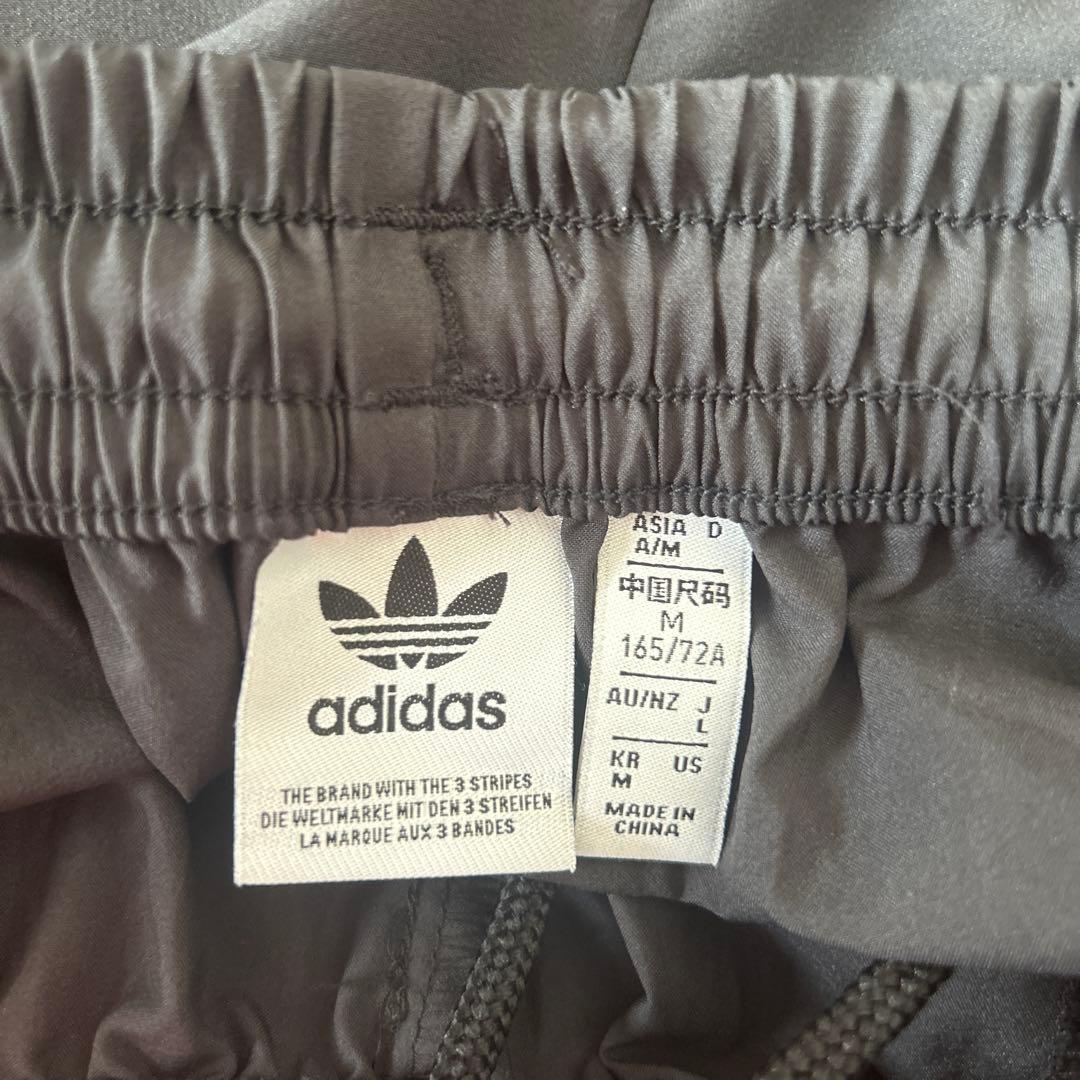 adidas
THE BRAND WITH THE 3 STRIPES
DIE WELTMARKE MIT DEN 3 STREIFEN
LA MARQUE AUX 3 BANDES
ASIA D
A/M
中国尺码
M
165/72A
AU/NZ J
L
KR US
M
MADE IN
CHINA